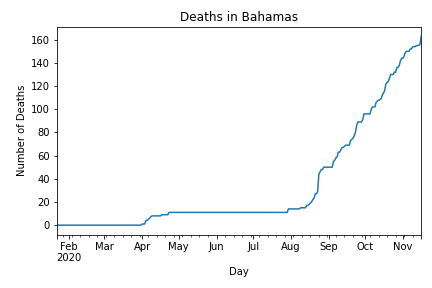 Deaths in Bahamas
160
140
120
100
80
60
40
20
0
Number of Deaths
Feb Mar Apr May Jun Jul Aug Sep Oct Nov
2020
Day